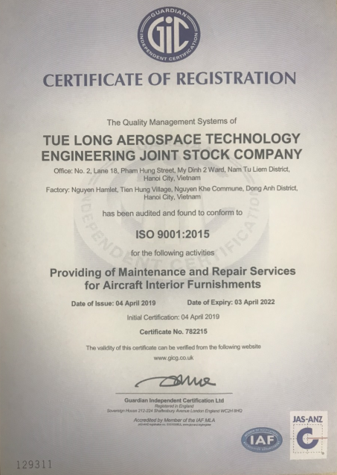 GUARDIAN
GIC
INDEPENDENT CERTIFICATION
CERTIFICATE OF REGISTRATION
The Quality Management Systems of
TUE LONG AEROSPACE TECHNOLOGY
ENGINEERING JOINT STOCK COMPANY
Office: No. 2, Lane 18, Pham Hung Street, My Dinh 2 Ward, Nam Tu Liem District,
Hanoi City, Vietnam
Factory: Nguyen Hamlet, Tien Hung Village, Nguyen Khe Commune, Dong Anh District,
Hanoi City, Vietnam
has been audited and found to conform to
ISO 9001:2015
for the following activities
Providing of Maintenance and Repair Services
for Aircraft Interior Furnishments
Date of Issue: 04 April 2019 Date of Expiry: 03 April 2022
Initial Certification: 04 April 2019
Certificate No. 782215
The validity of this certificate can be verified from the following website
www.gicg.co.uk
Guardian Independent Certification Ltd
Registered in England
Accredited by Member of the IAF MLA
JAS-ANZ
IAF
129311